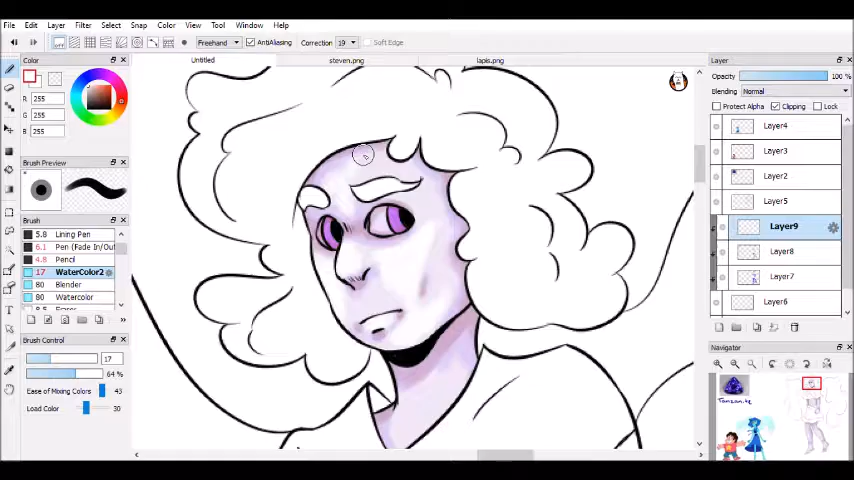 File Edit Layer Filter Select Snap Color View Tool Window Help
off Freehand AntiAliasing Correction 19 Soft Edge
Color
R 255
G 255
B 255
Brush Preview
Brush
5.8 Lining Pen
6.1 Pen (Fade In/Out
4.8 Pencil
17 WaterColor2
80 Blender
80 Watercolor
Brush Control
17
64 %
Ease of Mixing Colors 43
Load Color 30
Untitled steven.png lapis.png
Layer
Opacity 100 %
Blending Normal
Protect Alpha Clipping Lock
Layer4
Layer3
Layer2
Layer5
Layer9
Layer8
Layer7
Layer6
Navigator
Tanzanite